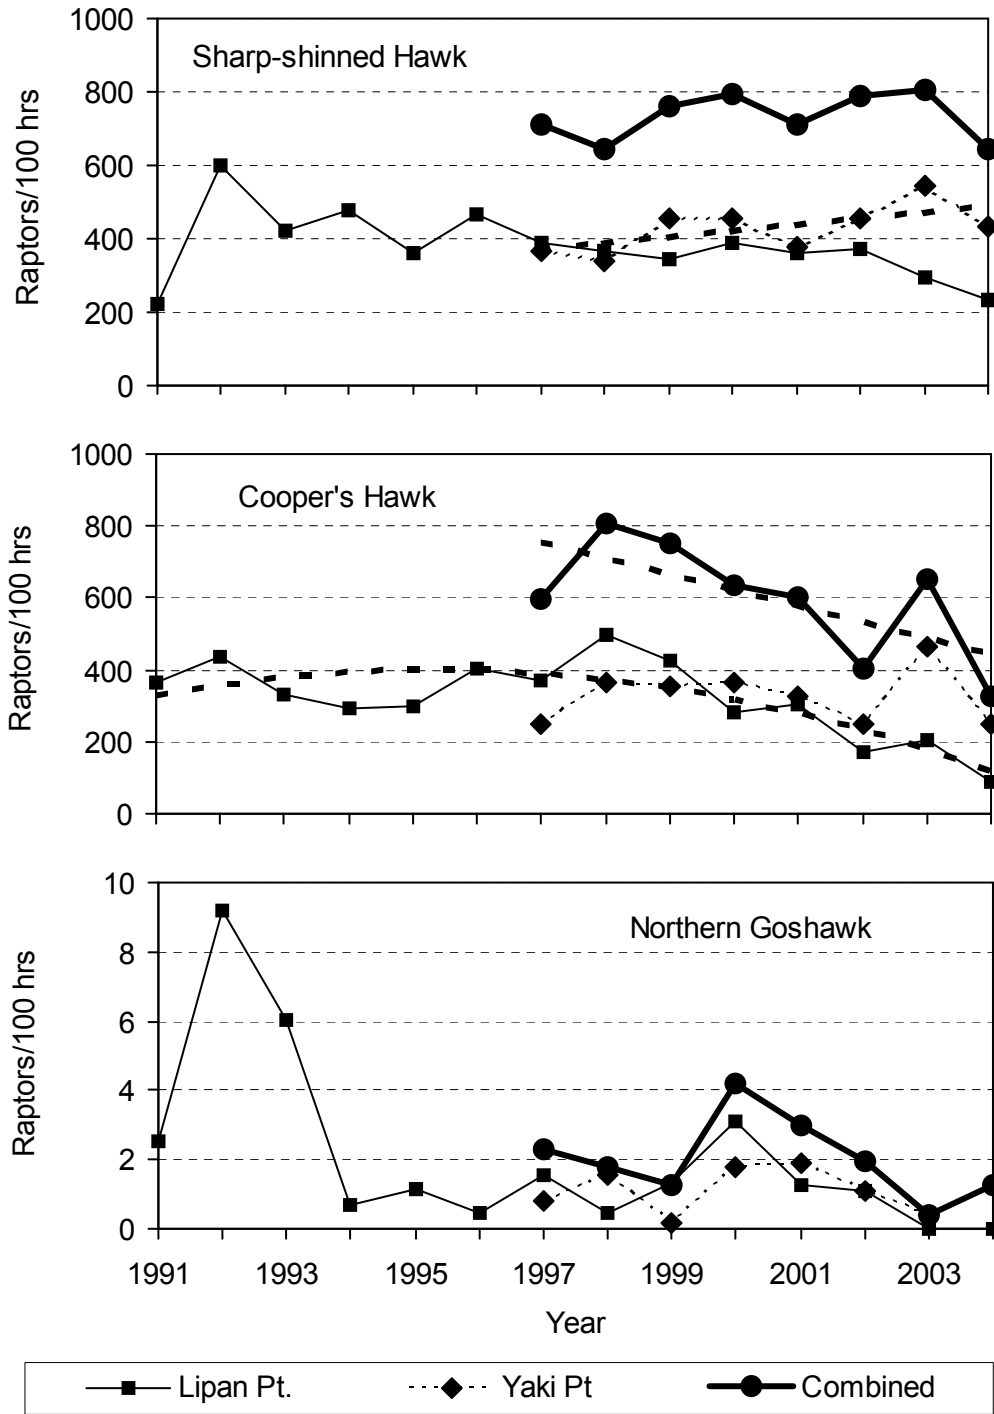 1000
Sharp-shinned Hawk
800
600
400
200
0
Raptors/100 hrs
1000
Cooper's Hawk
800
600
400
200
0
Raptors/100 hrs
10
Northern Goshawk
8
6
4
2
0
Raptors/100 hrs
1991 1993 1995 1997 1999 2001 2003
Year
Lipan Pt. Yaki Pt Combined